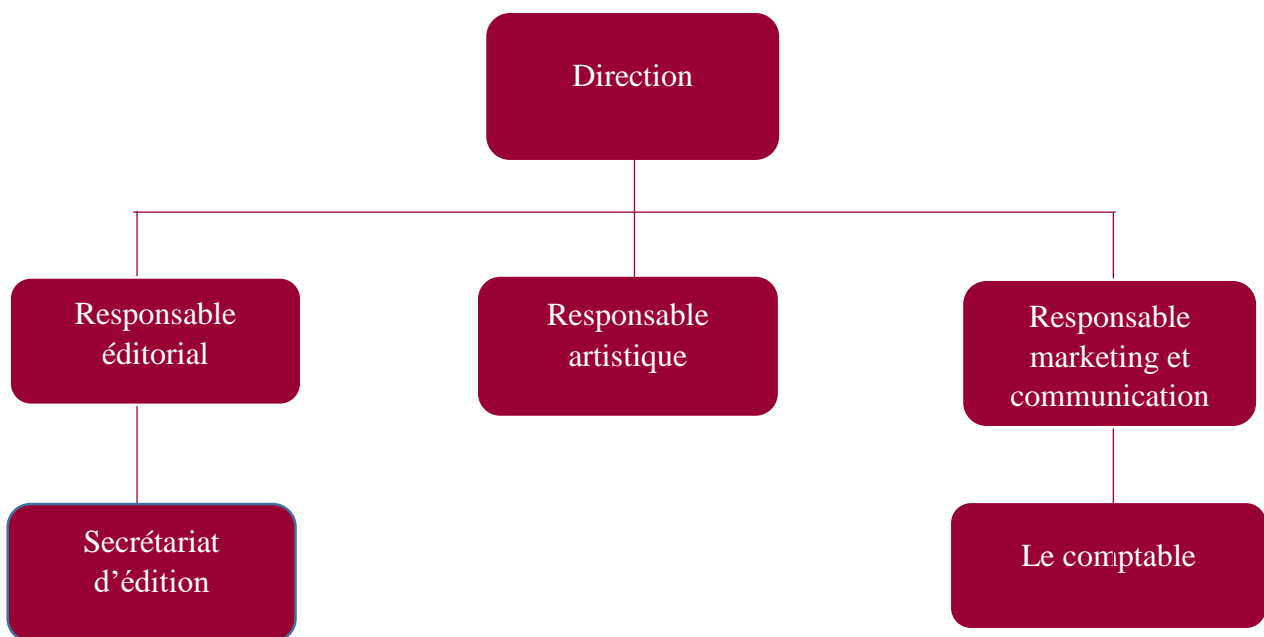 Direction
Responsable
éditorial
Responsable
artistique
Responsable
marketing et
communication
Secrétariat
d’édition
Le comptable